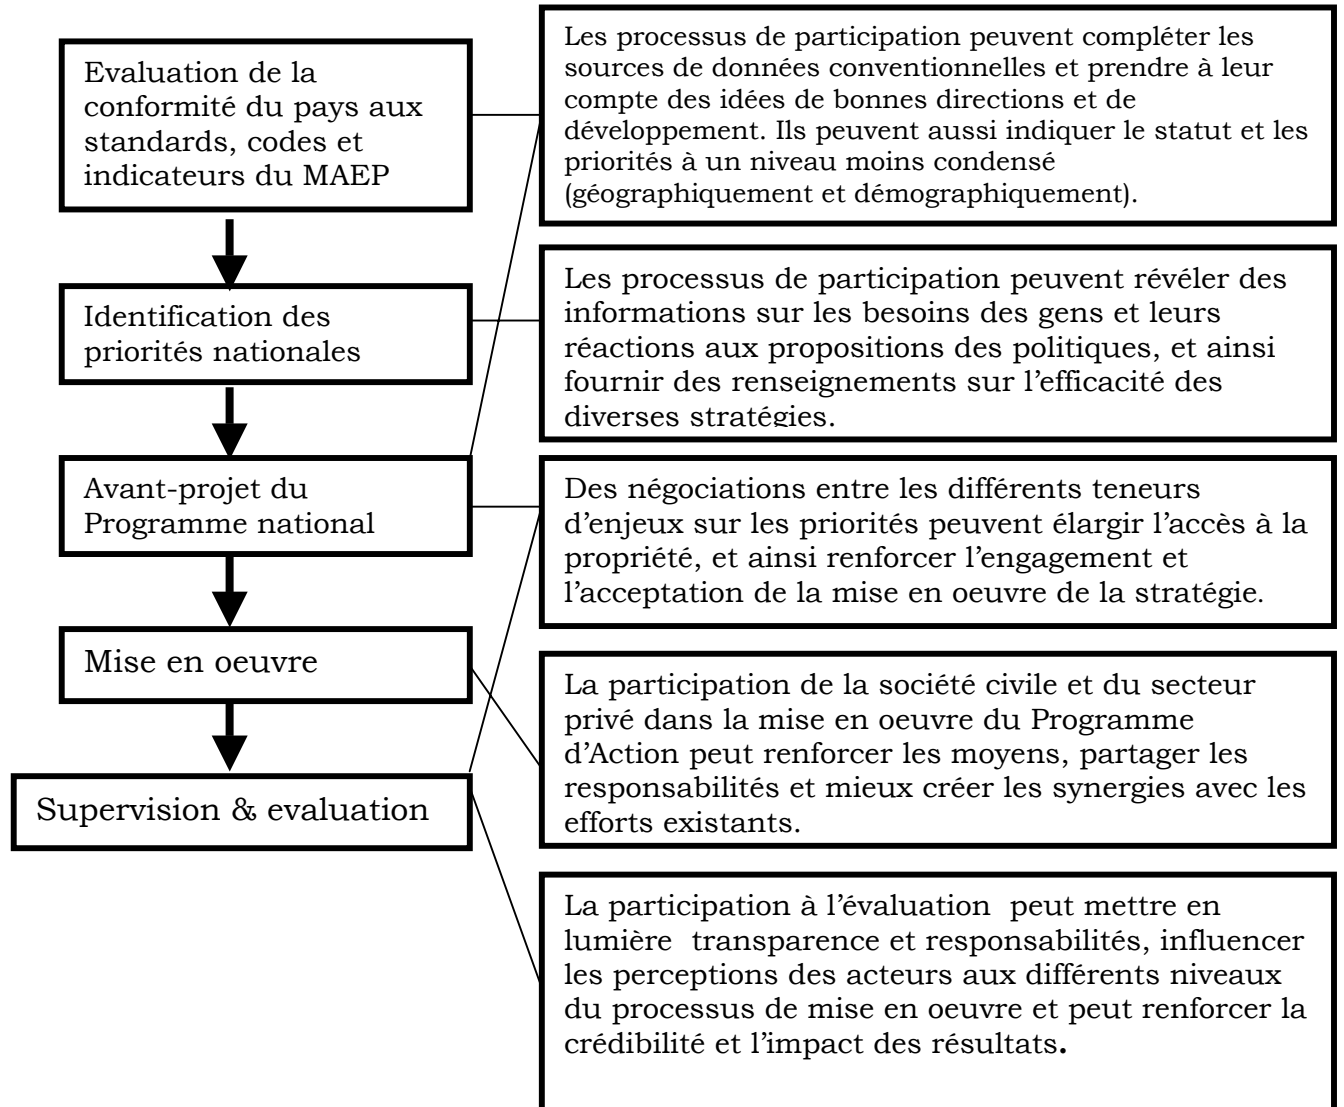 Evaluation de la
conformité du pays aux
standards, codes et
indicateurs du MAEP
Identification des
priorités nationales
Avant-projet du
Programme national
Mise en oeuvre
Supervision & evaluation
Les processus de participation peuvent compléter les
sources de données conventionnelles et prendre à leur
compte des idées de bonnes directions et de
développement. Ils peuvent aussi indiquer le statut et les
priorités à un niveau moins condensé
(géographiquement et démographiquement).
Les processus de participation peuvent révéler des
informations sur les besoins des gens et leurs
réactions aux propositions des politiques, et ainsi
fournir des renseignements sur l’efficacité des
diverses stratégies.
Des négociations entre les différents teneurs
d’enjeux sur les priorités peuvent élargir l’accès à la
propriété, et ainsi renforcer l’engagement et
l’acceptation de la mise en oeuvre de la stratégie.
La participation de la société civile et du secteur
privé dans la mise en oeuvre du Programme
d’Action peut renforcer les moyens, partager les
responsabilités et mieux créer les synergies avec les
efforts existants.
La participation à l’évaluation  peut mettre en
lumière  transparence et responsabilités, influencer
les perceptions des acteurs aux différents niveaux
du processus de mise en oeuvre et peut renforcer la
crédibilité et l’impact des résultats.